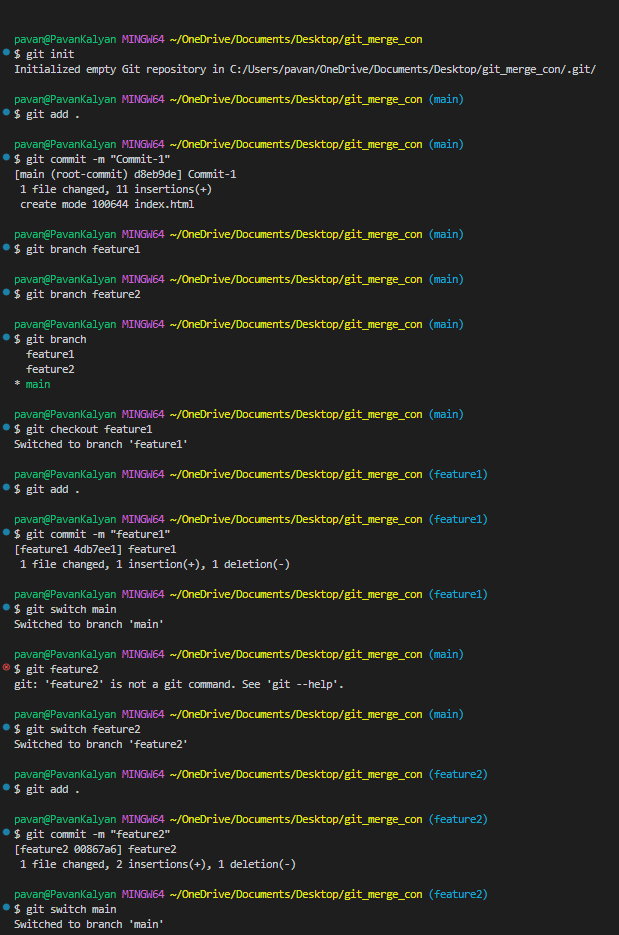 pavan@PavanKalyan MINGW64 ~/OneDrive/Documents/Desktop/git_merge_con
$ git init
Initialized empty Git repository in C:/Users/pavan/OneDrive/Documents/Desktop/git_merge_con/.git/
pavan@PavanKalyan MINGW64 ~/OneDrive/Documents/Desktop/git_merge_con (main)
$ git add .
pavan@PavanKalyan MINGW64 ~/OneDrive/Documents/Desktop/git_merge_con (main)
$ git commit -m "Commit-1"
[main (root-commit) d8eb9de] Commit-1
 1 file changed, 11 insertions(+)
 create mode 100644 index.html
pavan@PavanKalyan MINGW64 ~/OneDrive/Documents/Desktop/git_merge_con (main)
$ git branch feature1
pavan@PavanKalyan MINGW64 ~/OneDrive/Documents/Desktop/git_merge_con (main)
$ git branch feature2
pavan@PavanKalyan MINGW64 ~/OneDrive/Documents/Desktop/git_merge_con (main)
$ git branch
  feature1
  feature2
* main
pavan@PavanKalyan MINGW64 ~/OneDrive/Documents/Desktop/git_merge_con (main)
$ git checkout feature1
Switched to branch 'feature1'
pavan@PavanKalyan MINGW64 ~/OneDrive/Documents/Desktop/git_merge_con (feature1)
$ git add .
pavan@PavanKalyan MINGW64 ~/OneDrive/Documents/Desktop/git_merge_con (feature1)
$ git commit -m "feature1"
[feature1 4db7ee1] feature1
 1 file changed, 1 insertion(+), 1 deletion(-)
pavan@PavanKalyan MINGW64 ~/OneDrive/Documents/Desktop/git_merge_con (feature1)
$ git switch main
Switched to branch 'main'
pavan@PavanKalyan MINGW64 ~/OneDrive/Documents/Desktop/git_merge_con (main)
$ git feature2
git: 'feature2' is not a git command. See 'git --help'.
pavan@PavanKalyan MINGW64 ~/OneDrive/Documents/Desktop/git_merge_con (main)
$ git switch feature2
Switched to branch 'feature2'
pavan@PavanKalyan MINGW64 ~/OneDrive/Documents/Desktop/git_merge_con (feature2)
$ git add .
pavan@PavanKalyan MINGW64 ~/OneDrive/Documents/Desktop/git_merge_con (feature2)
$ git commit -m "feature2"
[feature2 00867a6] feature2
 1 file changed, 2 insertions(+), 1 deletion(-)
pavan@PavanKalyan MINGW64 ~/OneDrive/Documents/Desktop/git_merge_con (feature2)
$ git switch main
Switched to branch 'main'